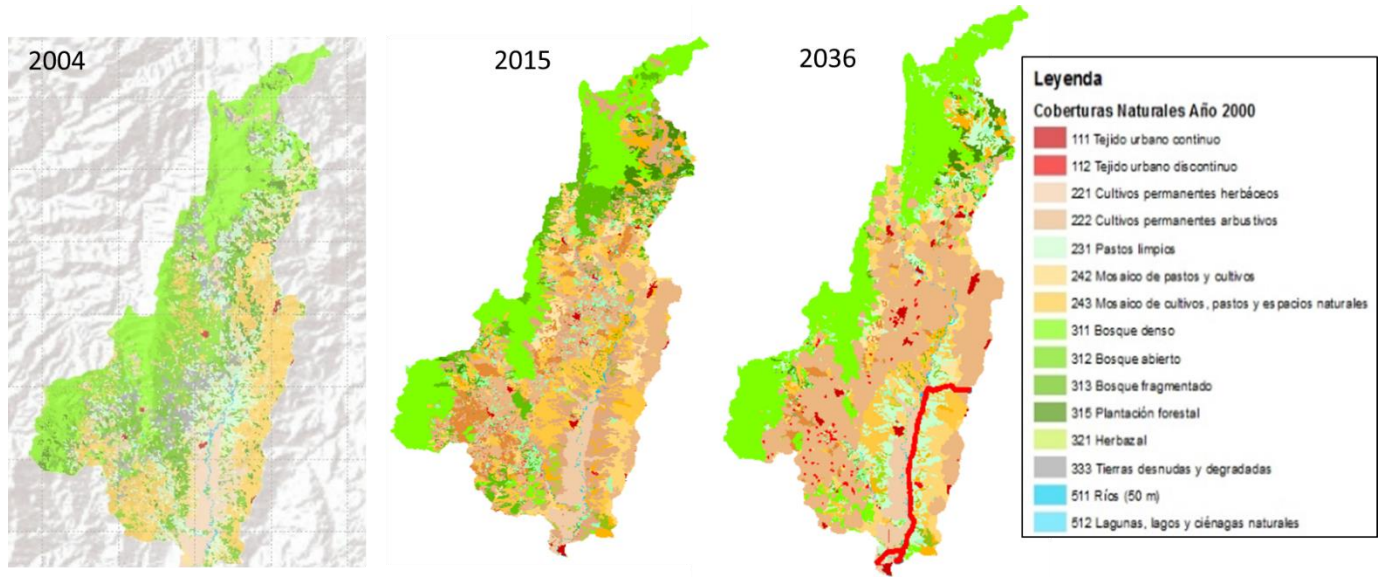 2004
2015
2036
Leyenda
Coberturas Naturales Año 2000
111 Tejido urbano continuo
112 Tejido urbano discontinuo
221 Cultivos permanentes herbáceos
222 Cultivos permanentes arbustivos
231 Pastos limpios
242 Mosaico de pastos y cultivos
243 Mosaico de cultivos, pastos y espacios naturales
311 Bosque denso
312 Bosque abierto
313 Bosque fragmentado
315 Plantación forestal
321 Herbazal
333 Tierras desnudas y degradadas
511 Ríos (50 m)
512 Lagunas, lagos y ciénagas naturales